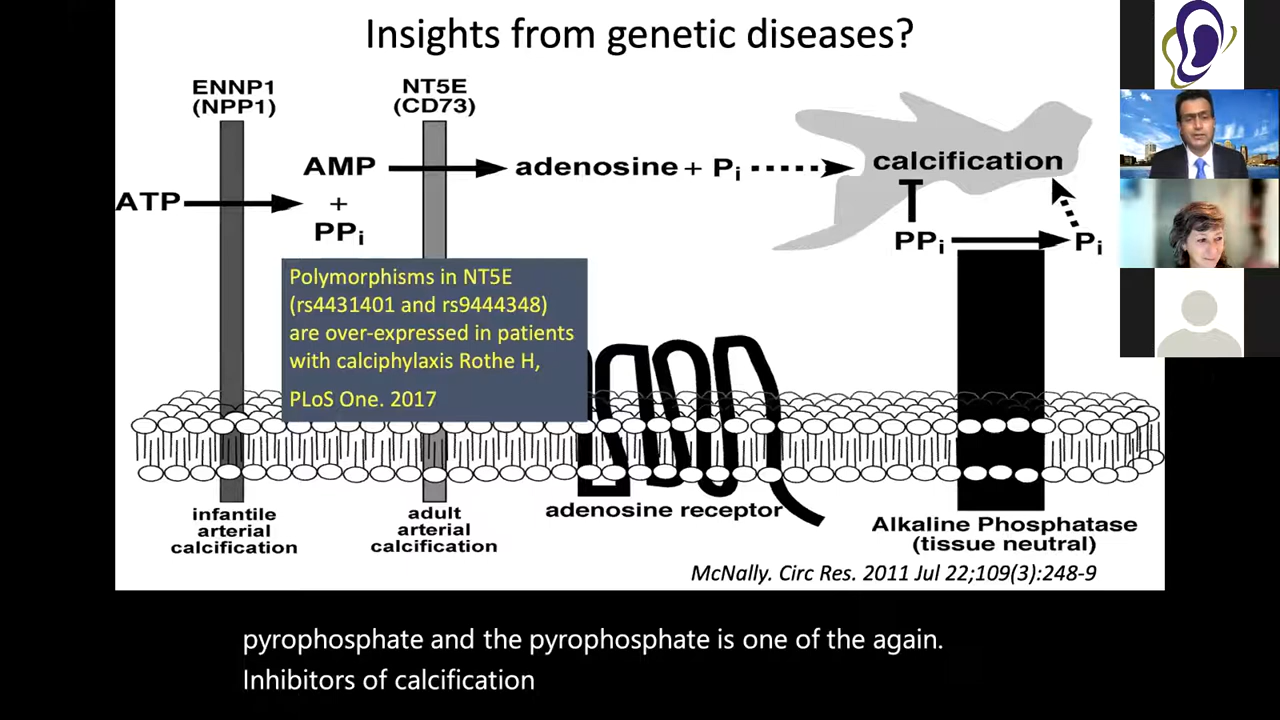 Insights from genetic diseases?
ENNP1
(NPP1)
NT5E
(CD73)
AMP
adenosine + Pi
calcification
ATP
+
PPi
PPi
Pi
Polymorphisms in NT5E
(rs4431401 and rs9444348)
are over-expressed in patients
with calciphylaxis Rothe H,
PLoS One. 2017
infantile
arterial
calcification
adult
arterial
calcification
adenosine receptor
Alkaline Phosphatase
(tissue neutral)
McNally. Circ Res. 2011 Jul 22;109(3):248-9
pyrophosphate and the pyrophosphate is one of the again.
Inhibitors of calcification